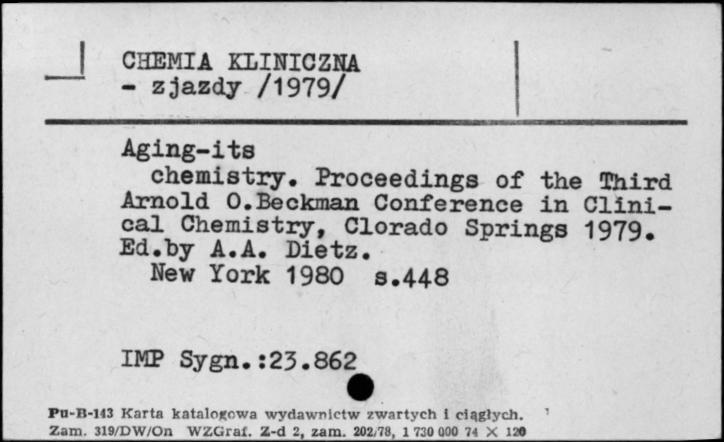 CHEMIA KLINICZNA
- zjazdy /1979/
Aging-its
chemistry. Proceedings of the Third
Arnold O.Beckman Conference in Clini-
cal Chemistry, Clorado Springs 1979.
Ed.by A.A. Dietz.
New York 1980 s.448
IMP Sygn.:23.862
Pu-B-143 Karta katalogowa wydawnictw zwartych i ciągłych.
Zam. 319/DW/On WZGraf. Z-d 2, zam. 202/78, 1 730 000 74 X 120